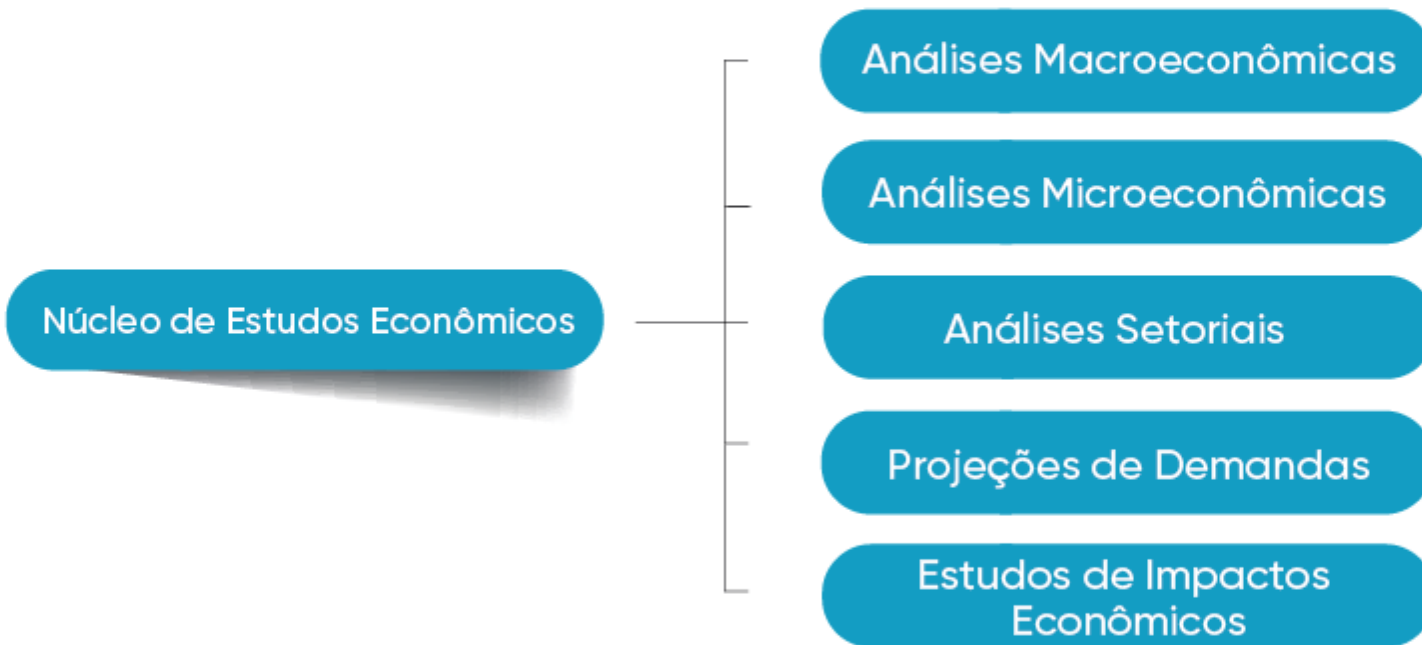 Análises Macroeconômicas
Análises Microeconômicas
Núcleo de Estudos Econômicos
Análises Setoriais
Projeções de Demandas
Estudos de Impactos
Econômicos